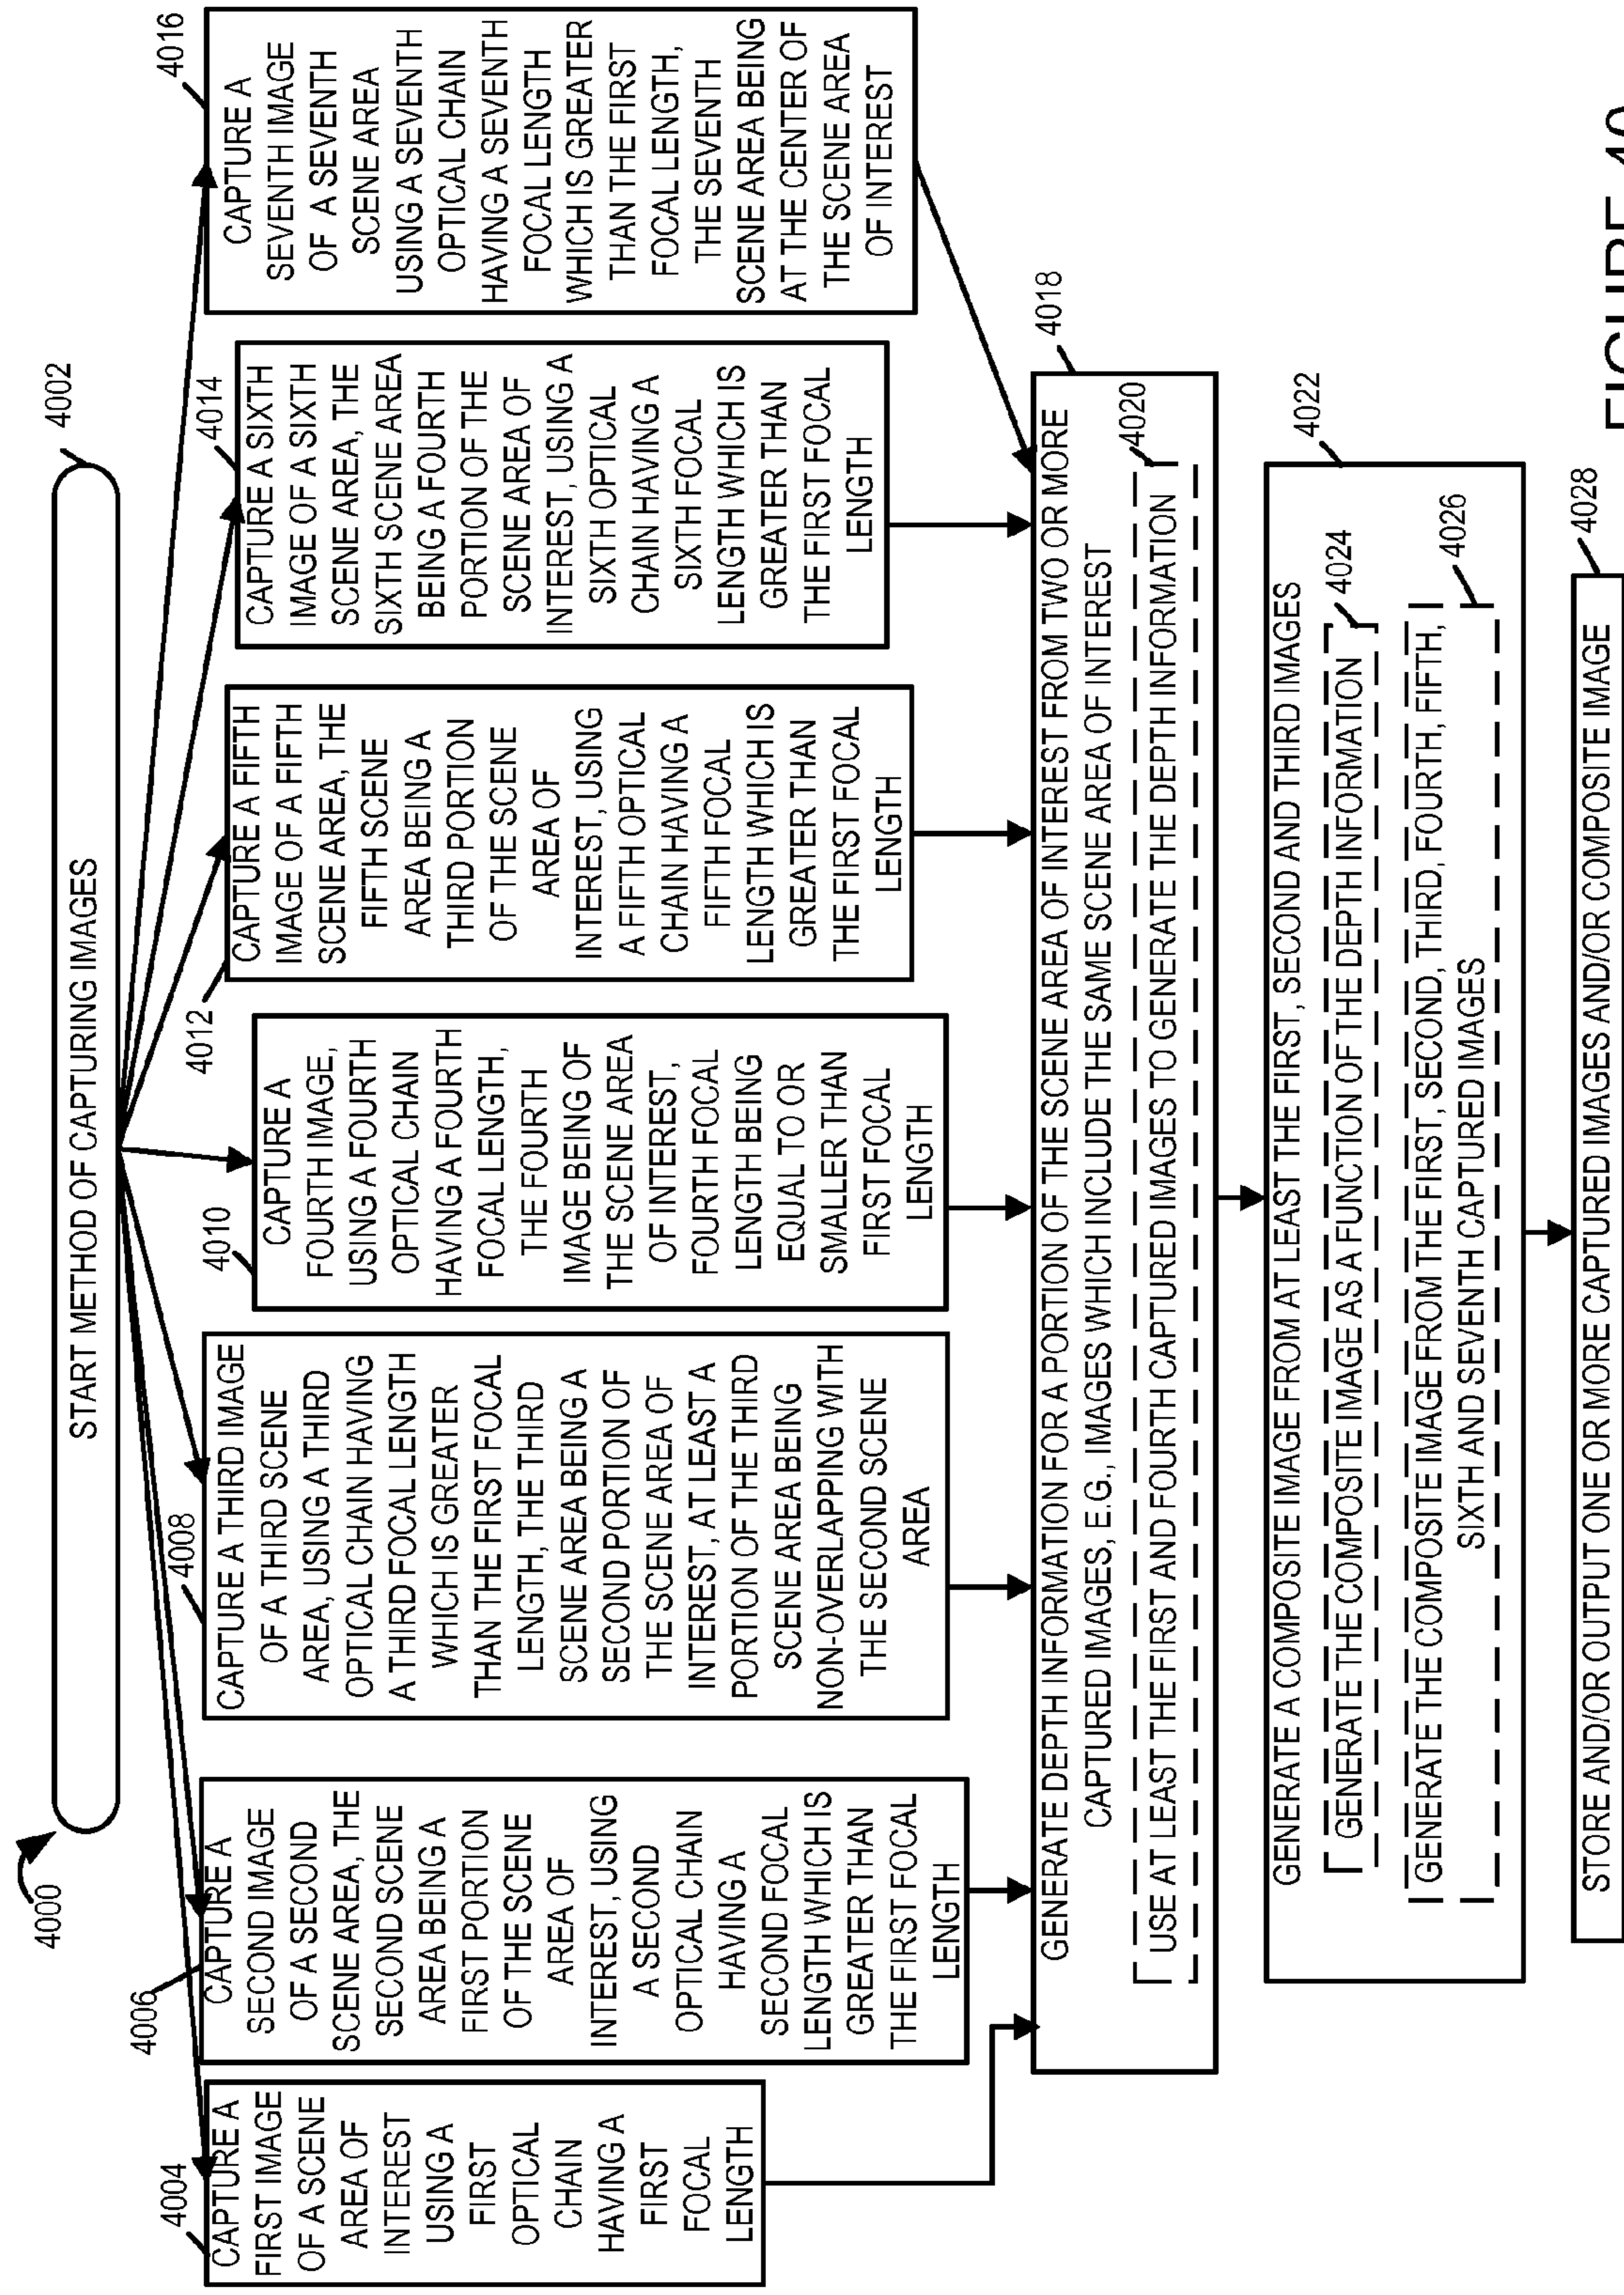 4000
START METHOD OF CAPTURING IMAGES
4002
4004
CAPTURE A
FIRST IMAGE
OF A SCENE
AREA OF
INTEREST
USING A
FIRST
OPTICAL
CHAIN
HAVING A
FIRST
FOCAL
LENGTH
4006
CAPTURE A
SECOND IMAGE
OF A SECOND
SCENE AREA, THE
SECOND SCENE
AREA BEING A
FIRST PORTION
OF THE SCENE
AREA OF
INTEREST, USING
A SECOND
OPTICAL CHAIN
HAVING A
SECOND FOCAL
LENGTH WHICH IS
GREATER THAN
THE FIRST FOCAL
LENGTH
4008
CAPTURE A THIRD IMAGE
OF A THIRD SCENE
AREA, USING A THIRD
OPTICAL CHAIN HAVING
A THIRD FOCAL LENGTH
WHICH IS GREATER
THAN THE FIRST FOCAL
LENGTH, THE THIRD
SCENE AREA BEING A
SECOND PORTION OF
THE SCENE AREA OF
INTEREST, AT LEAST A
PORTION OF THE THIRD
SCENE AREA BEING
NON-OVERLAPPING WITH
THE SECOND SCENE
AREA
4010
CAPTURE A
FOURTH IMAGE,
USING A FOURTH
OPTICAL CHAIN
HAVING A FOURTH
FOCAL LENGTH,
THE FOURTH
IMAGE BEING OF
THE SCENE AREA
OF INTEREST,
FOURTH FOCAL
LENGTH BEING
EQUAL TO OR
SMALLER THAN
FIRST FOCAL
LENGTH
4012
CAPTURE A FIFTH
IMAGE OF A FIFTH
SCENE AREA, THE
FIFTH SCENE
AREA BEING A
THIRD PORTION
OF THE SCENE
AREA OF
INTEREST, USING
A FIFTH OPTICAL
CHAIN HAVING A
FIFTH FOCAL
LENGTH WHICH IS
GREATER THAN
THE FIRST FOCAL
LENGTH
4014
CAPTURE A SIXTH
IMAGE OF A SIXTH
SCENE AREA, THE
SIXTH SCENE AREA
BEING A FOURTH
PORTION OF THE
SCENE AREA OF
INTEREST, USING A
SIXTH OPTICAL
CHAIN HAVING A
SIXTH FOCAL
LENGTH WHICH IS
GREATER THAN
THE FIRST FOCAL
LENGTH
4016
CAPTURE A
SEVENTH IMAGE
OF A SEVENTH
SCENE AREA
USING A SEVENTH
OPTICAL CHAIN
HAVING A SEVENTH
FOCAL LENGTH
WHICH IS GREATER
THAN THE FIRST
FOCAL LENGTH,
THE SEVENTH
SCENE AREA BEING
AT THE CENTER OF
THE SCENE AREA
OF INTEREST
4018
GENERATE DEPTH INFORMATION FOR A PORTION OF THE SCENE AREA OF INTEREST FROM TWO OR MORE
CAPTURED IMAGES, E.G., IMAGES WHICH INCLUDE THE SAME SCENE AREA OF INTEREST
4020
USE AT LEAST THE FIRST AND FOURTH CAPTURED IMAGES TO GENERATE THE DEPTH INFORMATION
4022
GENERATE A COMPOSITE IMAGE FROM AT LEAST THE FIRST, SECOND AND THIRD IMAGES
4024
GENERATE THE COMPOSITE IMAGE AS A FUNCTION OF THE DEPTH INFORMATION
4026
GENERATE THE COMPOSITE IMAGE FROM THE FIRST, SECOND, THIRD, FOURTH, FIFTH,
SIXTH AND SEVENTH CAPTURED IMAGES
4028
STORE AND/OR OUTPUT ONE OR MORE CAPTURED IMAGES AND/OR COMPOSITE IMAGE
FIGURE 40